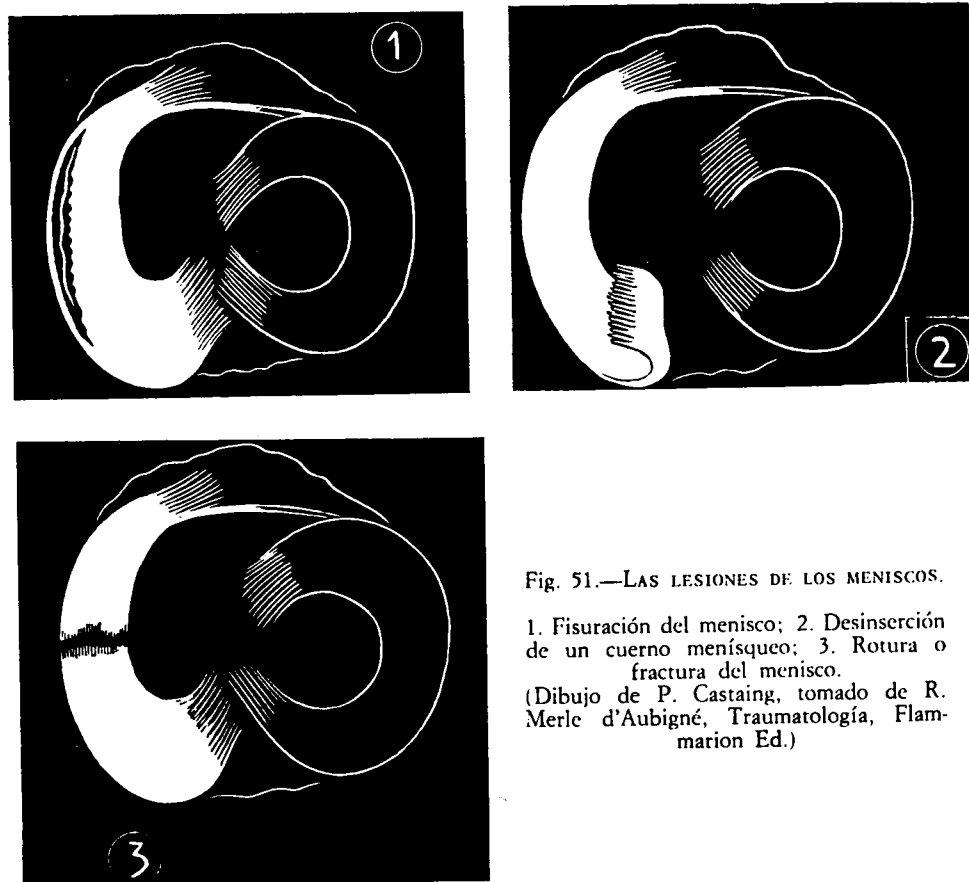 1
2
3
Fig. 51.—LAS LESIONES DE LOS MENISCOS.
1. Fisuración del menisco; 2. Desinserción
de un cuerno menísqueo; 3. Rotura o
fractura del menisco.
(Dibujo de P. Castaing, tomado de R.
Merle d'Aubigné, Traumatología, Flam-
marion Ed.)